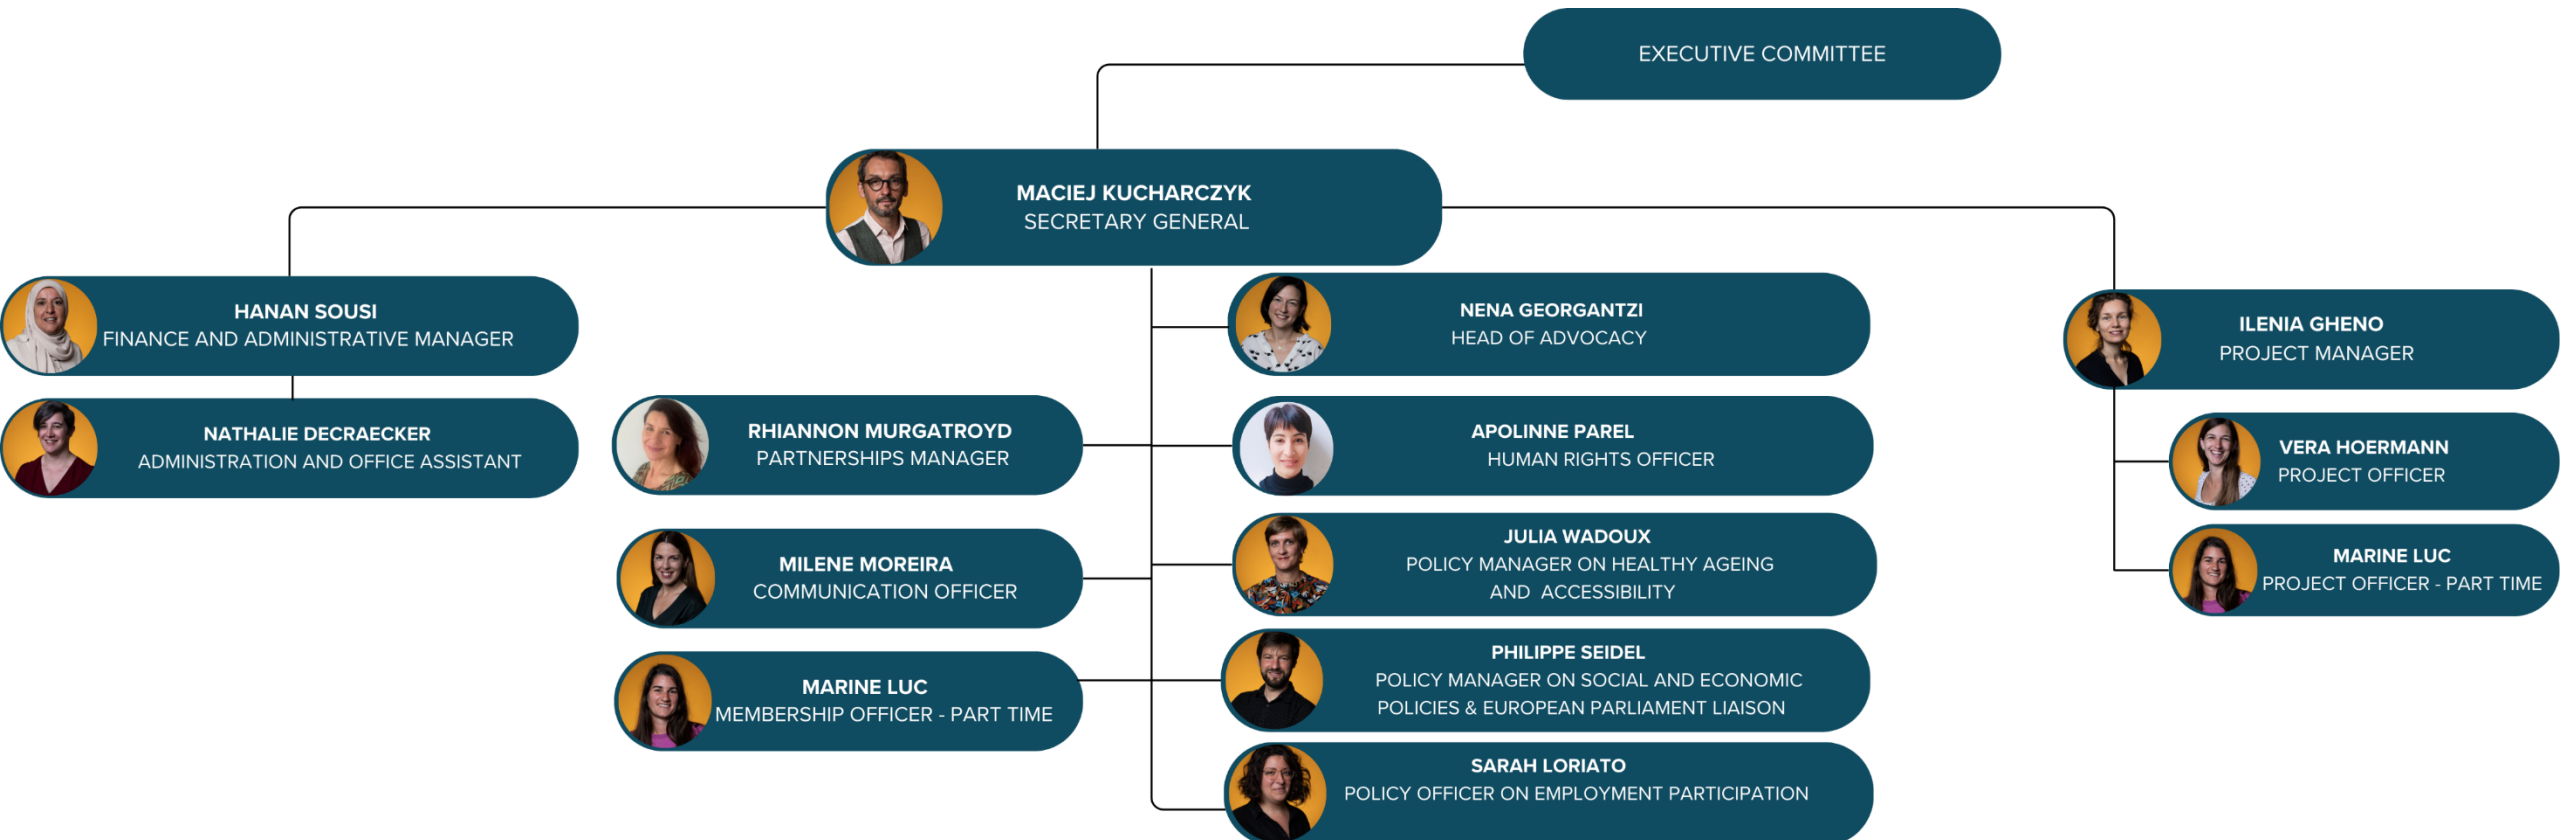 EXECUTIVE COMMITTEE
MACIEJ KUCHARCZYK
SECRETARY GENERAL
HANAN SOUSI
FINANCE AND ADMINISTRATIVE MANAGER
NATHALIE DECRAECKER
ADMINISTRATION AND OFFICE ASSISTANT
RHIANNON MURGATROYD
PARTNERSHIPS MANAGER
MILENE MOREIRA
COMMUNICATION OFFICER
MARINE LUC
MEMBERSHIP OFFICER - PART TIME
NENA GEORGANTZI
HEAD OF ADVOCACY
APOLINNE PAREL
HUMAN RIGHTS OFFICER
JULIA WADOUX
POLICY MANAGER ON HEALTHY AGEING
AND ACCESSIBILITY
PHILIPPE SEIDEL
POLICY MANAGER ON SOCIAL AND ECONOMIC
POLICIES & EUROPEAN PARLIAMENT LIAISON
SARAH LORIATO
POLICY OFFICER ON EMPLOYMENT PARTICIPATION
ILENIA GHENO
PROJECT MANAGER
VERA HOERMANN
PROJECT OFFICER
MARINE LUC
PROJECT OFFICER - PART TIME